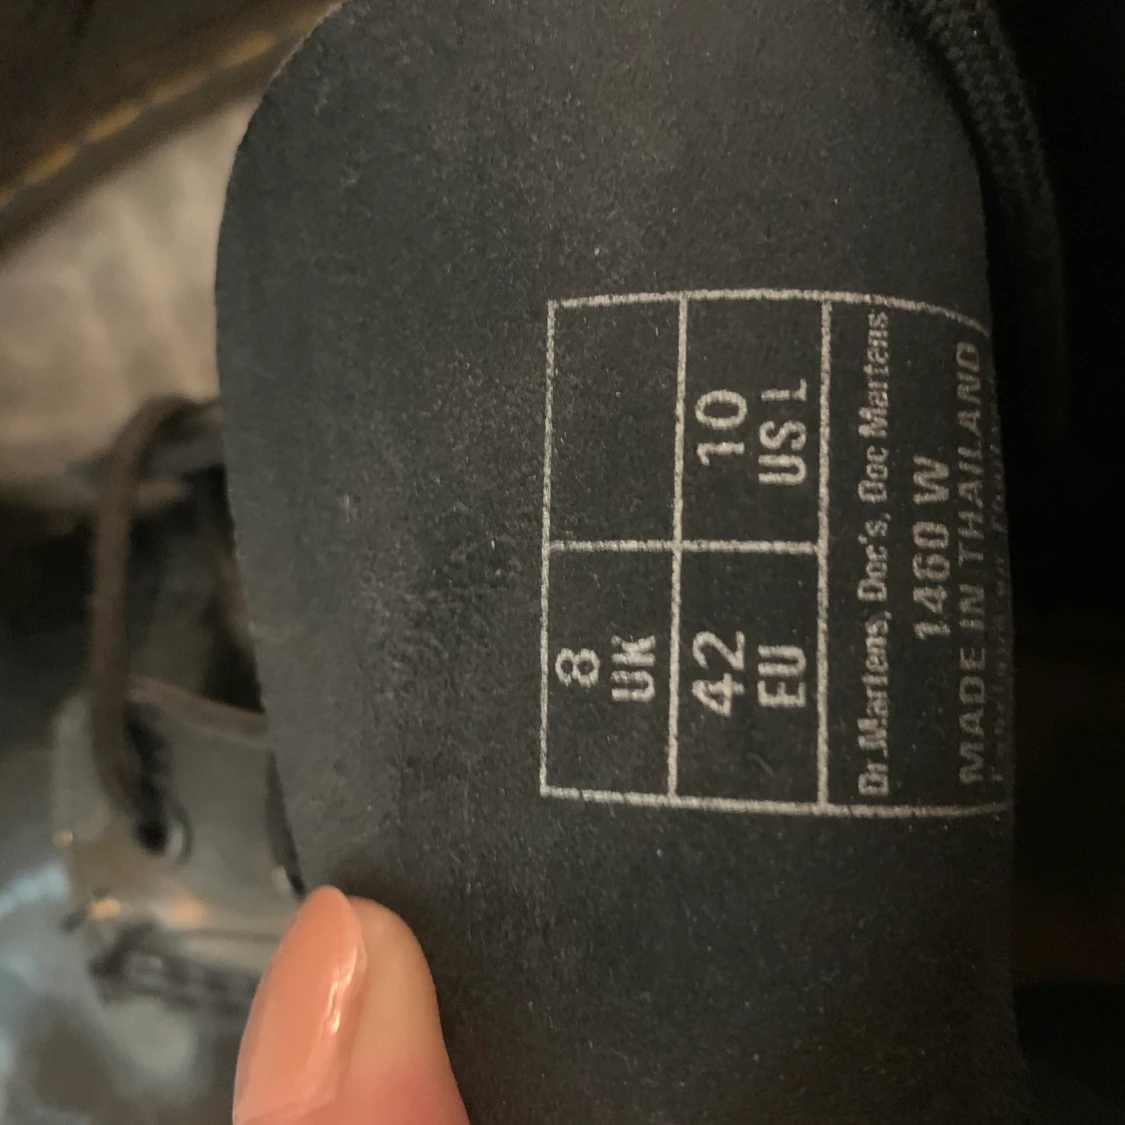 8
UK
42
EU
10
US L
Dr.Martens, Doc's, Doc Martens
1460 W
MADE IN THAILAND